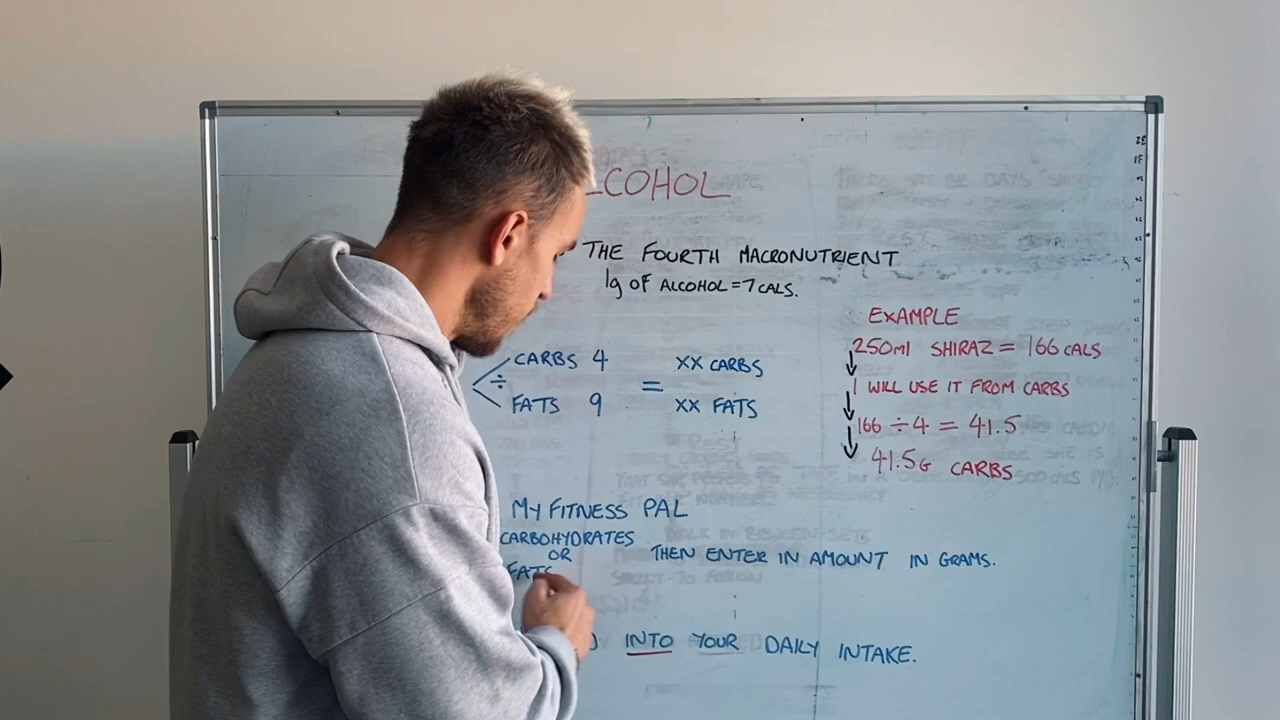 LCOHOL
THE FOURTH MACRONUTRIENT
1g OF ALCOHOL = 7 CALS.
CARBS 4
÷
FATS 9
=
XX CARBS
XX FATS
EXAMPLE
250ml SHIRAZ = 166 CALS
I WILL USE IT FROM CARBS
166 ÷ 4 = 41.5
41.5G CARBS
MY FITNESS PAL
CARBOHYDRATES
OR
FATS
THEN ENTER IN AMOUNT IN GRAMS.
INTO YOUR DAILY INTAKE.